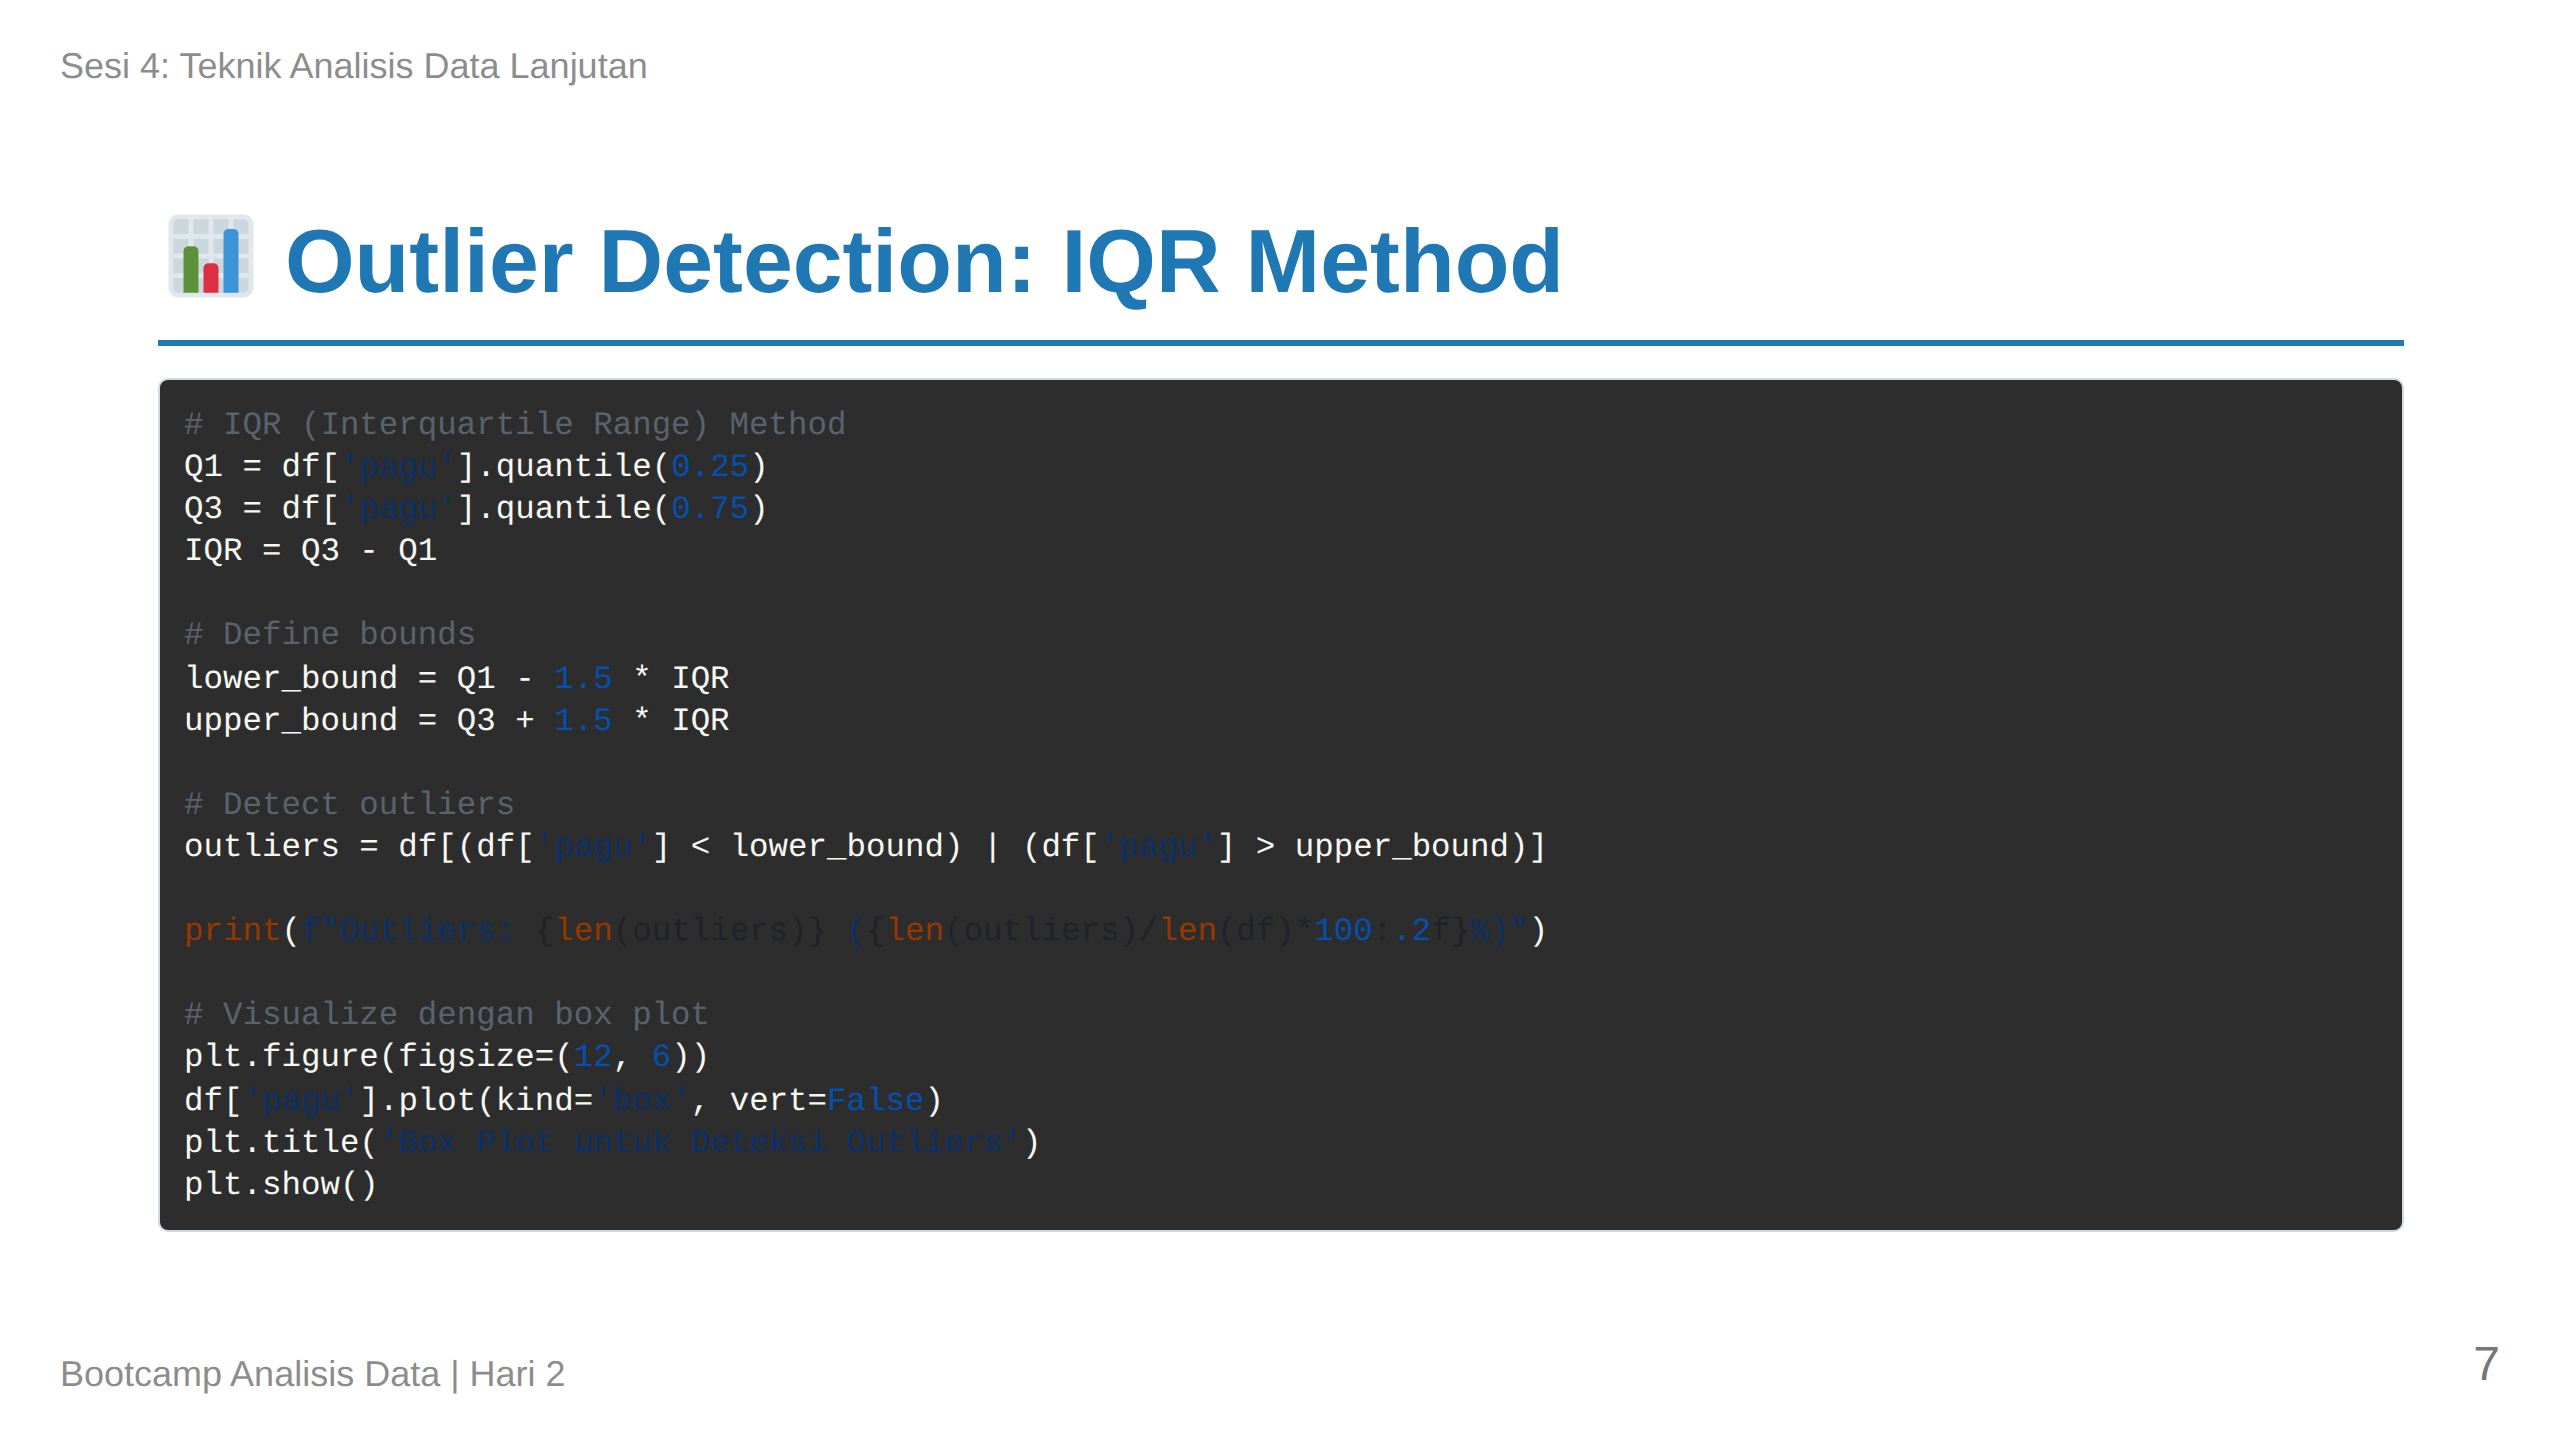 Sesi 4: Teknik Analisis Data Lanjutan
Outlier Detection: IQR Method
# IQR (Interquartile Range) Method
Q1 = df['pagu'].quantile(0.25)
Q3 = df['pagu'].quantile(0.75)
IQR = Q3 - Q1
# Define bounds
lower_bound = Q1 - 1.5 * IQR
upper_bound = Q3 + 1.5 * IQR
# Detect outliers
outliers = df[(df['pagu'] < lower_bound) | (df['pagu'] > upper_bound)]
print(f"Outliers: {len(outliers)} ({len(outliers)/len(df)*100:.2f}%)")
# Visualize dengan box plot
plt.figure(figsize=(12, 6))
df['pagu'].plot(kind='box', vert=False)
plt.title('Box Plot untuk Deteksi Outliers')
plt.show()
Bootcamp Analisis Data | Hari 2
7